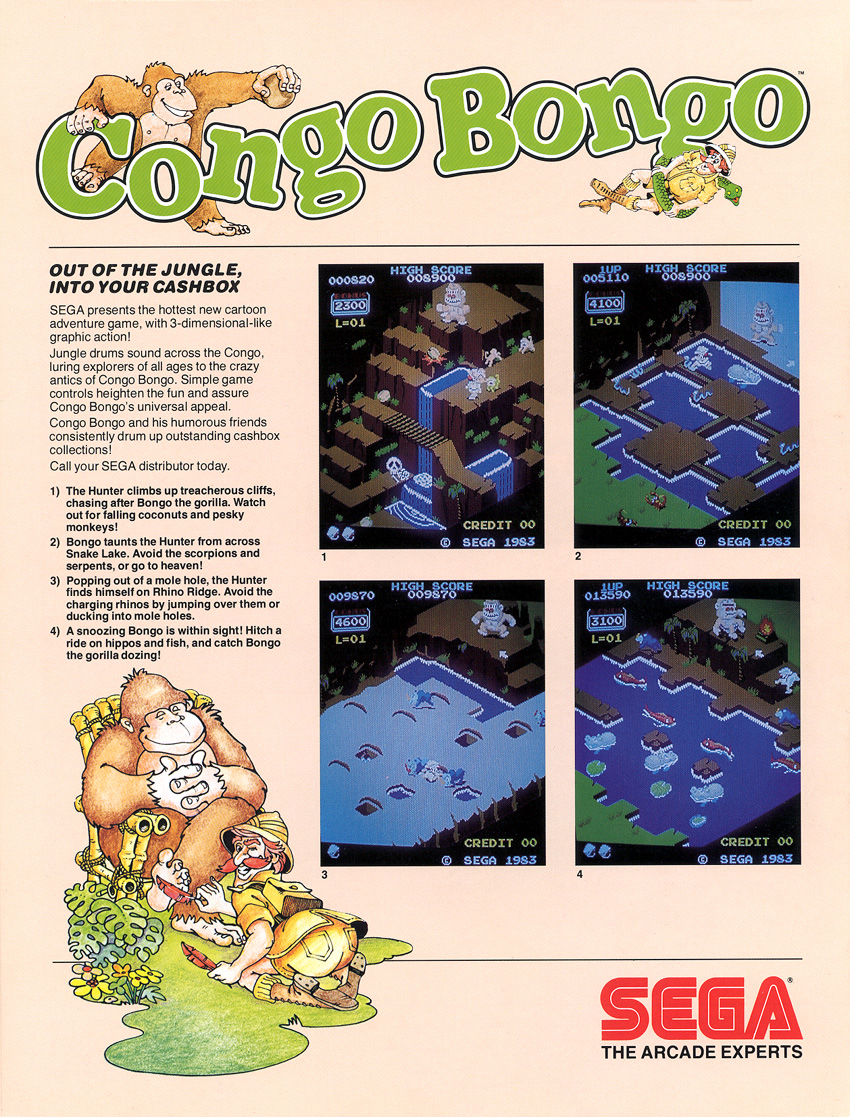 Congo Bongo™
OUT OF THE JUNGLE,
INTO YOUR CASHBOX
SEGA presents the hottest new cartoon
adventure game, with 3-dimensional-like
graphic action!
Jungle drums sound across the Congo,
luring explorers of all ages to the crazy
antics of Congo Bongo. Simple game
controls heighten the fun and assure
Congo Bongo's universal appeal.
Congo Bongo and his humorous friends
consistently drum up outstanding cashbox
collections!
Call your SEGA distributor today.
1) The Hunter climbs up treacherous cliffs,
chasing after Bongo the gorilla. Watch
out for falling coconuts and pesky
monkeys!
2) Bongo taunts the Hunter from across
Snake Lake. Avoid the scorpions and
serpents, or go to heaven!
3) Popping out of a mole hole, the Hunter
finds himself on Rhino Ridge. Avoid the
charging rhinos by jumping over them or
ducking into mole holes.
4) A snoozing Bongo is within sight! Hitch a
ride on hippos and fish, and catch Bongo
the gorilla dozing!
HIGH SCORE
000820 008900
BONUS
2300
L=01
CREDIT 00
© SEGA 1983
1
1UP HIGH SCORE
005110 008900
BONUS
4100
L=01
CREDIT 00
© SEGA 1983
2
HIGH SCORE
009870 009870
BONUS
4600
L=01
CREDIT 00
© SEGA 1983
3
1UP HIGH SCORE
013590 013590
BONUS
3100
L=01
CREDIT 00
© SEGA 1983
4
SEGA®
THE ARCADE EXPERTS